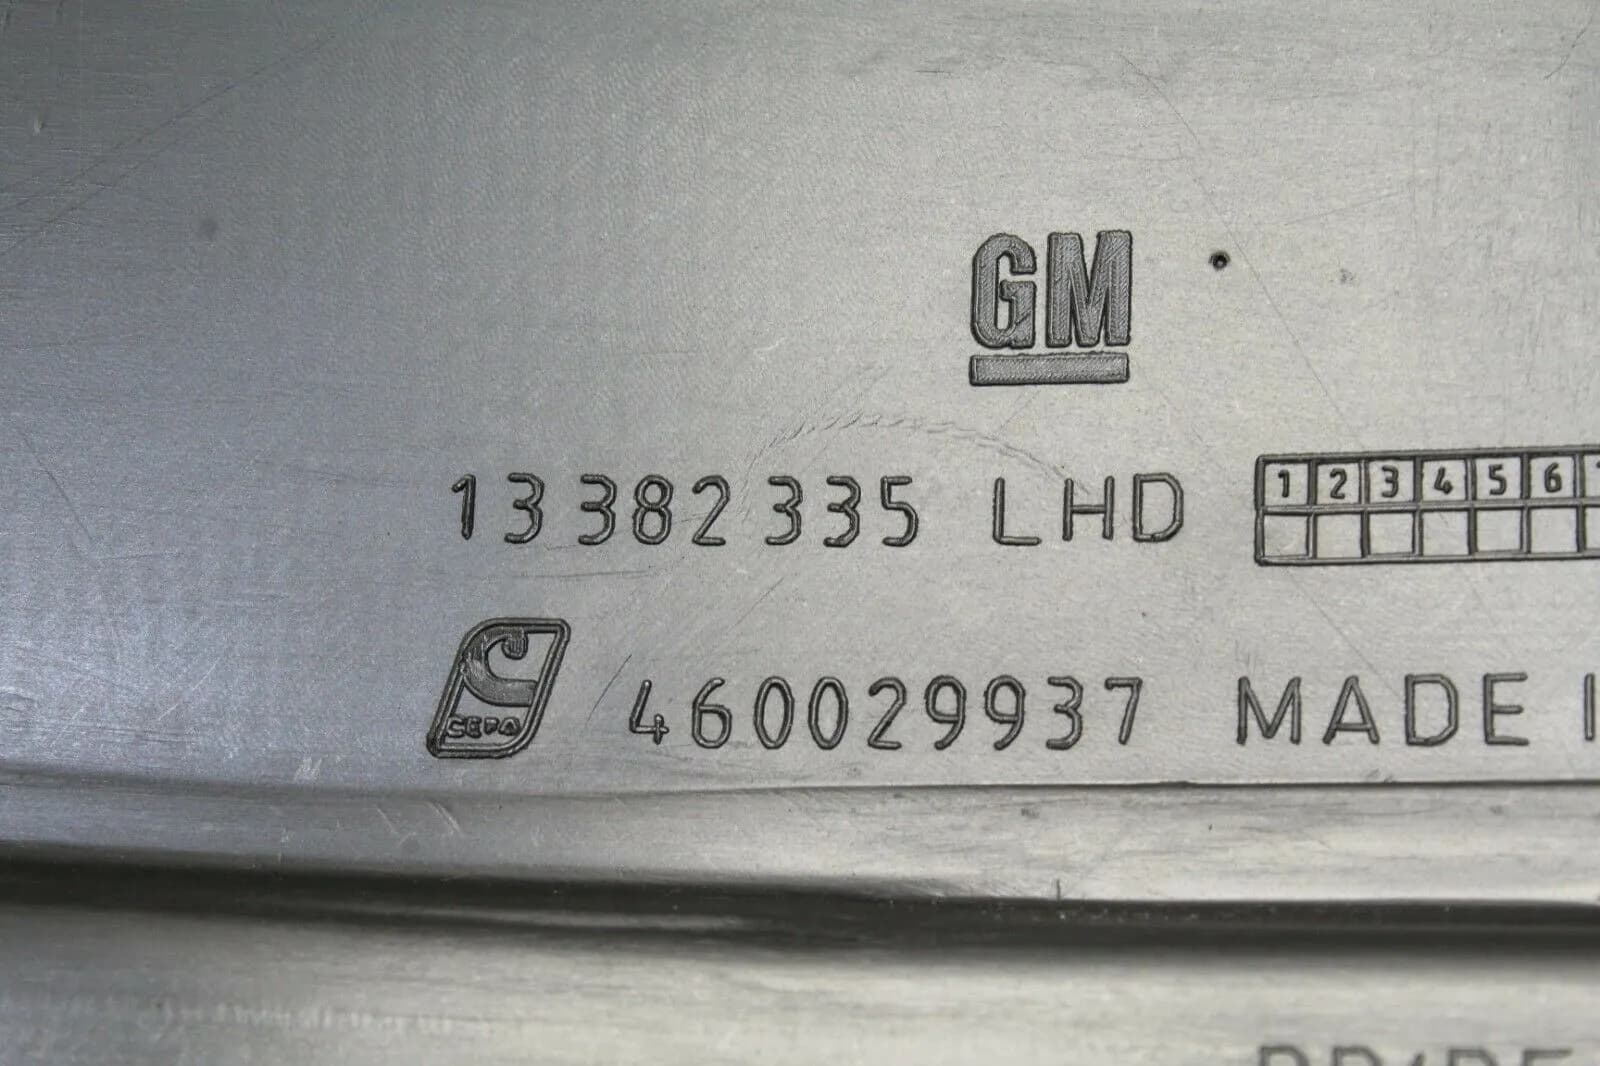 GM
13 382 335 LHD
1 2 3 4 5 6
CEPA
460029937 MADE I